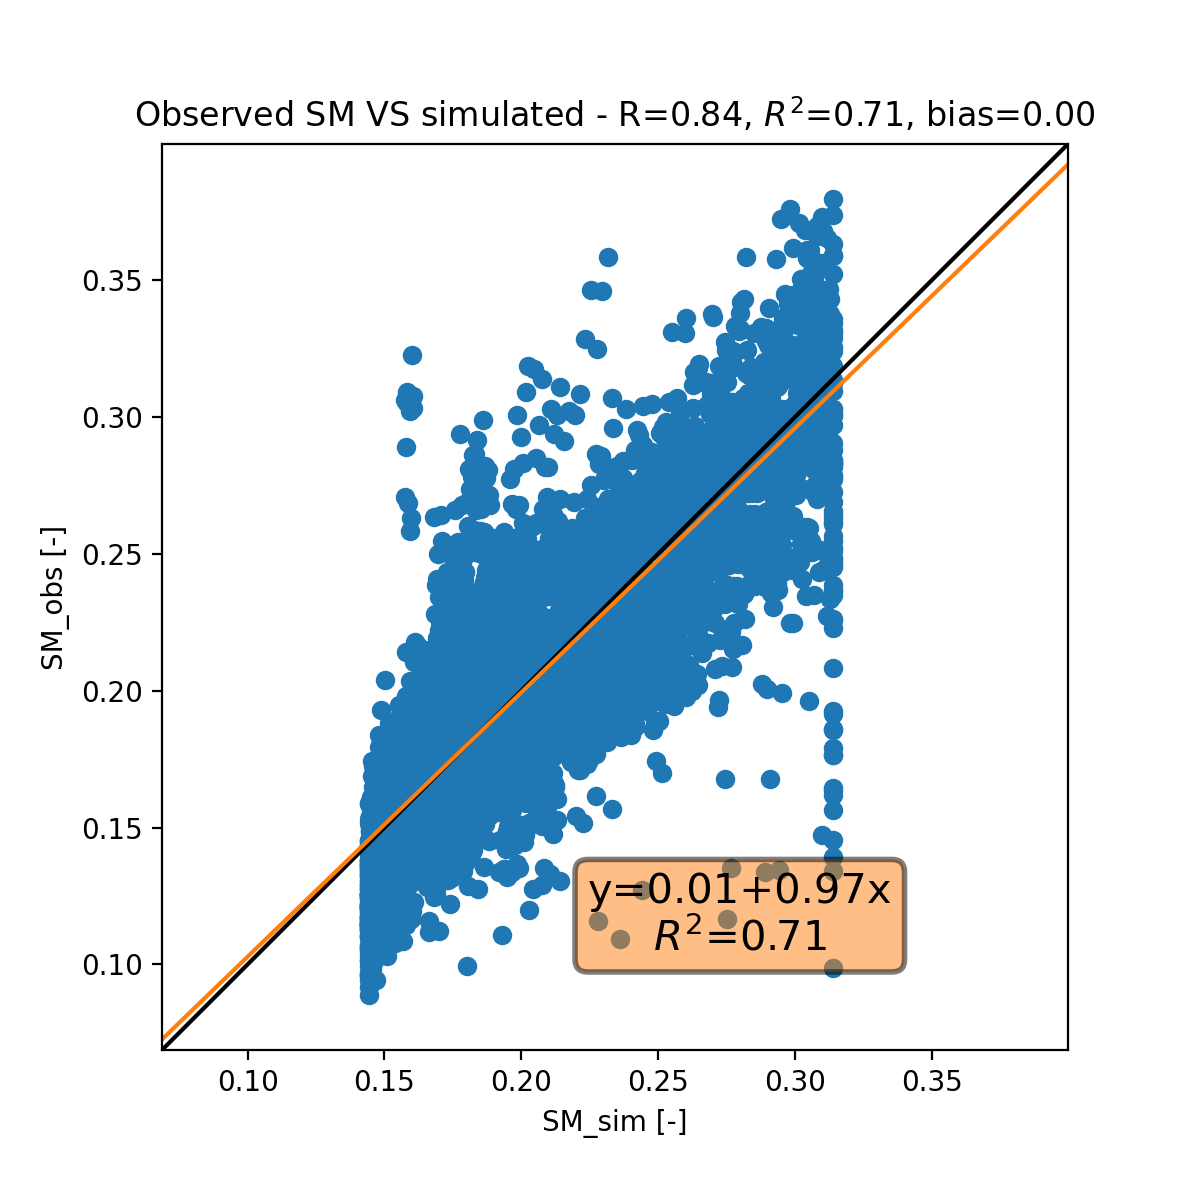 Observed SM VS simulated - R=0.84, R²=0.71, bias=0.00
SM_obs [-]
0.35
0.30
0.25
0.20
0.15
0.10
y=0.01+0.97x
R²=0.71
0.10 0.15 0.20 0.25 0.30 0.35
SM_sim [-]